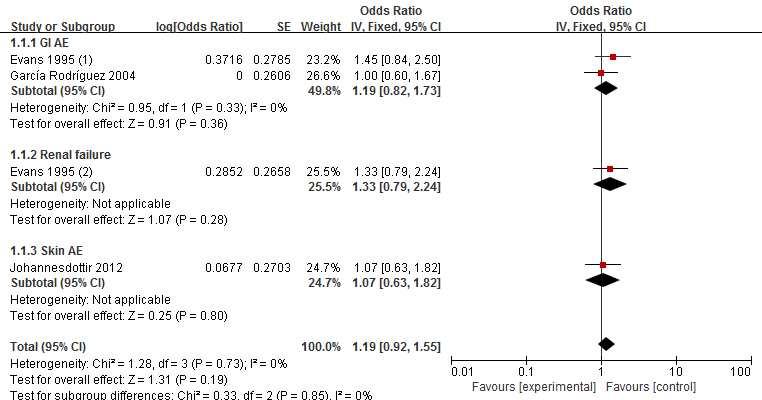 Odds Ratio Odds Ratio
Study or Subgroup log[Odds Ratio] SE Weight IV, Fixed, 95% CI IV, Fixed, 95% CI
1.1.1 GI AE
Evans 1995 (1) 0.3716 0.2785 23.2% 1.45 [0.84, 2.50]
García Rodríguez 2004 0 0.2606 26.6% 1.00 [0.60, 1.67]
Subtotal (95% CI) 49.8% 1.19 [0.82, 1.73]
Heterogeneity: Chi² = 0.95, df = 1 (P = 0.33); I² = 0%
Test for overall effect: Z = 0.91 (P = 0.36)
1.1.2 Renal failure
Evans 1995 (2) 0.2852 0.2658 25.5% 1.33 [0.79, 2.24]
Subtotal (95% CI) 25.5% 1.33 [0.79, 2.24]
Heterogeneity: Not applicable
Test for overall effect: Z = 1.07 (P = 0.28)
1.1.3 Skin AE
Johannesdottir 2012 0.0677 0.2703 24.7% 1.07 [0.63, 1.82]
Subtotal (95% CI) 24.7% 1.07 [0.63, 1.82]
Heterogeneity: Not applicable
Test for overall effect: Z = 0.25 (P = 0.80)
Total (95% CI) 100.0% 1.19 [0.92, 1.55]
Heterogeneity: Chi² = 1.28, df = 3 (P = 0.73); I² = 0%
Test for overall effect: Z = 1.31 (P = 0.19)
Test for subgroup differences: Chi² = 0.33, df = 2 (P = 0.85), I² = 0%
0.01 0.1 1 10 100
Favours [experimental] Favours [control]